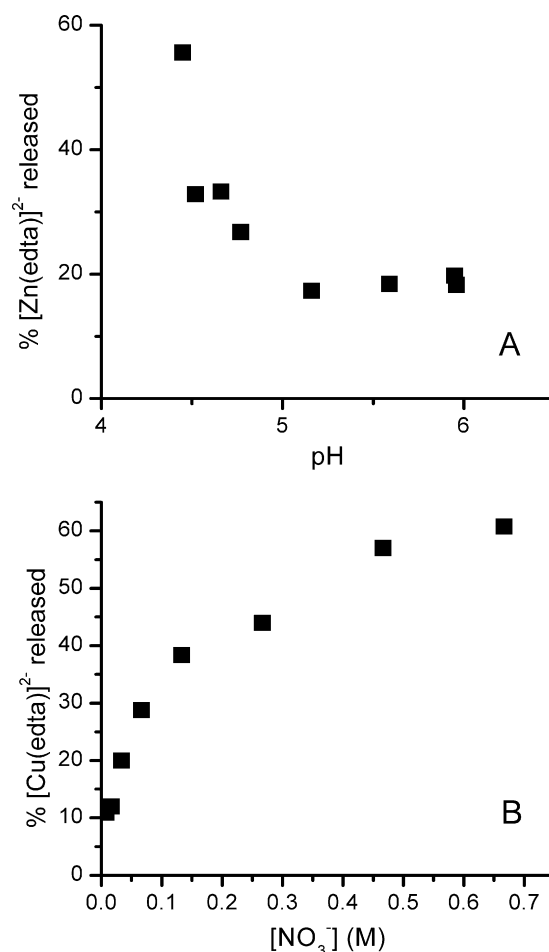 60
40
20
0
4
5
6
% [Zn(edta)]²⁻ released
pH
A
60
50
40
30
20
10
0
0.0 0.1 0.2 0.3 0.4 0.5 0.6 0.7
% [Cu(edta)]²⁻ released
[NO₃⁻] (M)
B